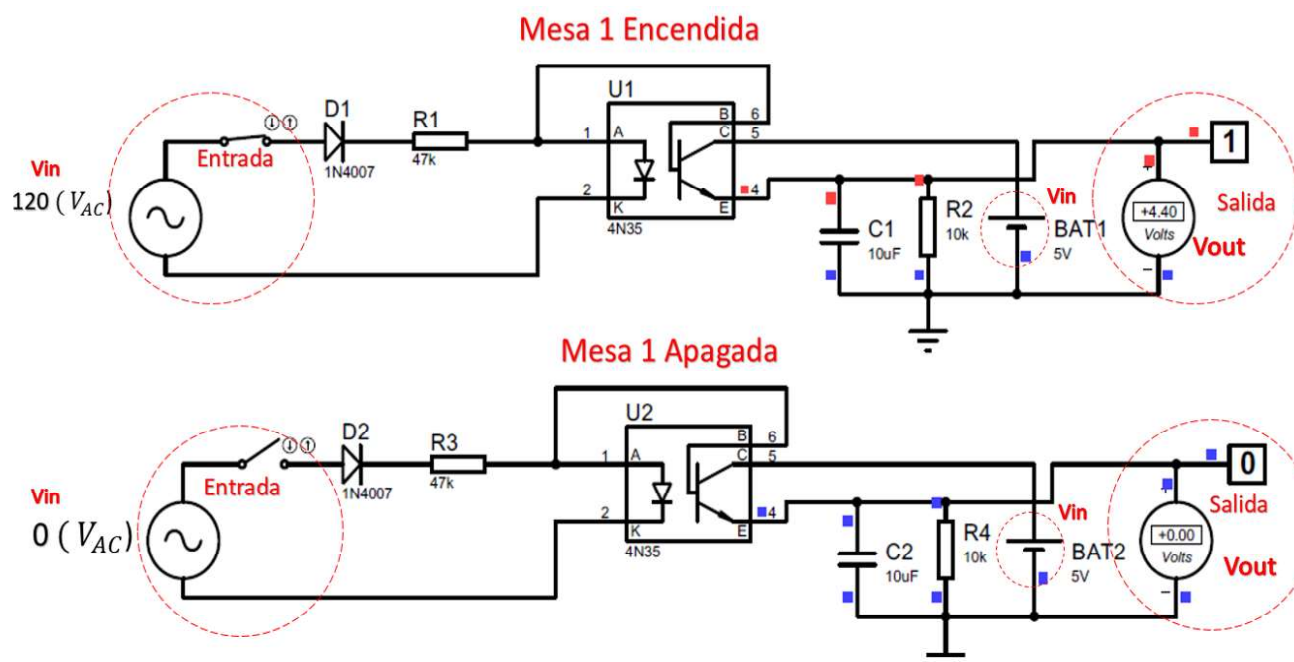 Mesa 1 Encendida
Vin
120 ( V_AC )
Entrada
D1
1N4007
R1
47k
U1
1
A
2
K
B
6
C
5
4
E
4N35
C1
10uF
R2
10k
Vin
BAT1
5V
1
+
+4.40
Volts
−
Salida
Vout
Mesa 1 Apagada
Vin
0 ( V_AC )
Entrada
D2
1N4007
R3
47k
U2
1
A
2
K
B
6
C
5
4
E
4N35
C2
10uF
R4
10k
Vin
BAT2
5V
0
+
+0.00
Volts
−
Salida
Vout